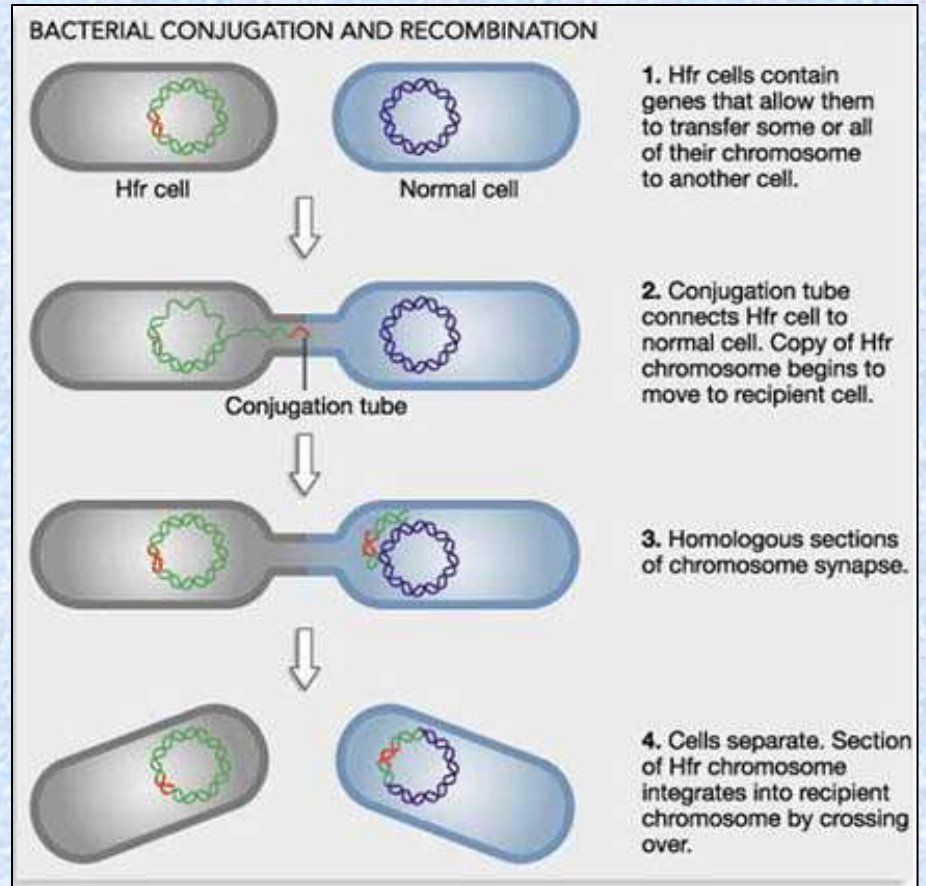 BACTERIAL CONJUGATION AND RECOMBINATION
Hfr cell
Normal cell
1. Hfr cells contain
genes that allow them
to transfer some or all
of their chromosome
to another cell.
Conjugation tube
2. Conjugation tube
connects Hfr cell to
normal cell. Copy of Hfr
chromosome begins to
move to recipient cell.
3. Homologous sections
of chromosome synapse.
4. Cells separate. Section
of Hfr chromosome
integrates into recipient
chromosome by crossing
over.